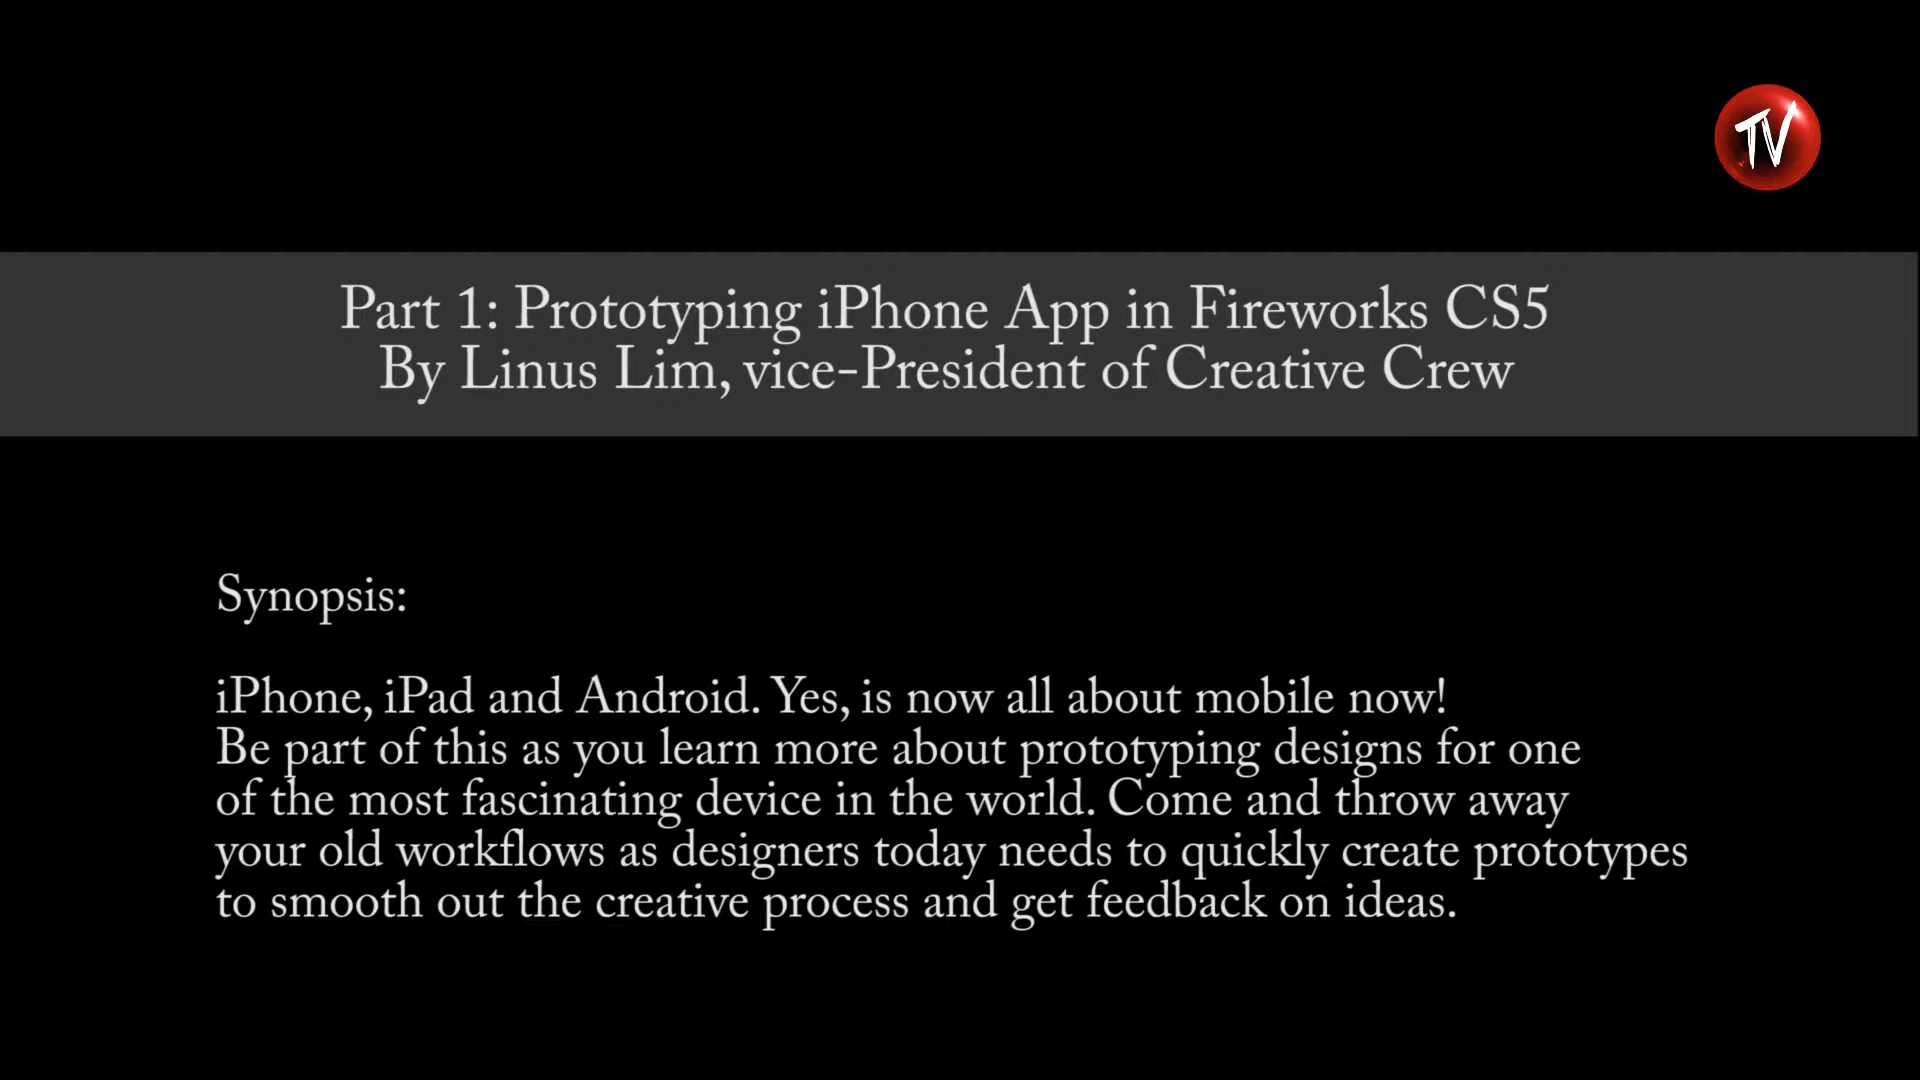 TV
Part 1: Prototyping iPhone App in Fireworks CS5
By Linus Lim, vice-President of Creative Crew
Synopsis:
iPhone, iPad and Android. Yes, is now all about mobile now!
Be part of this as you learn more about prototyping designs for one
of the most fascinating device in the world. Come and throw away
your old workflows as designers today needs to quickly create prototypes
to smooth out the creative process and get feedback on ideas.